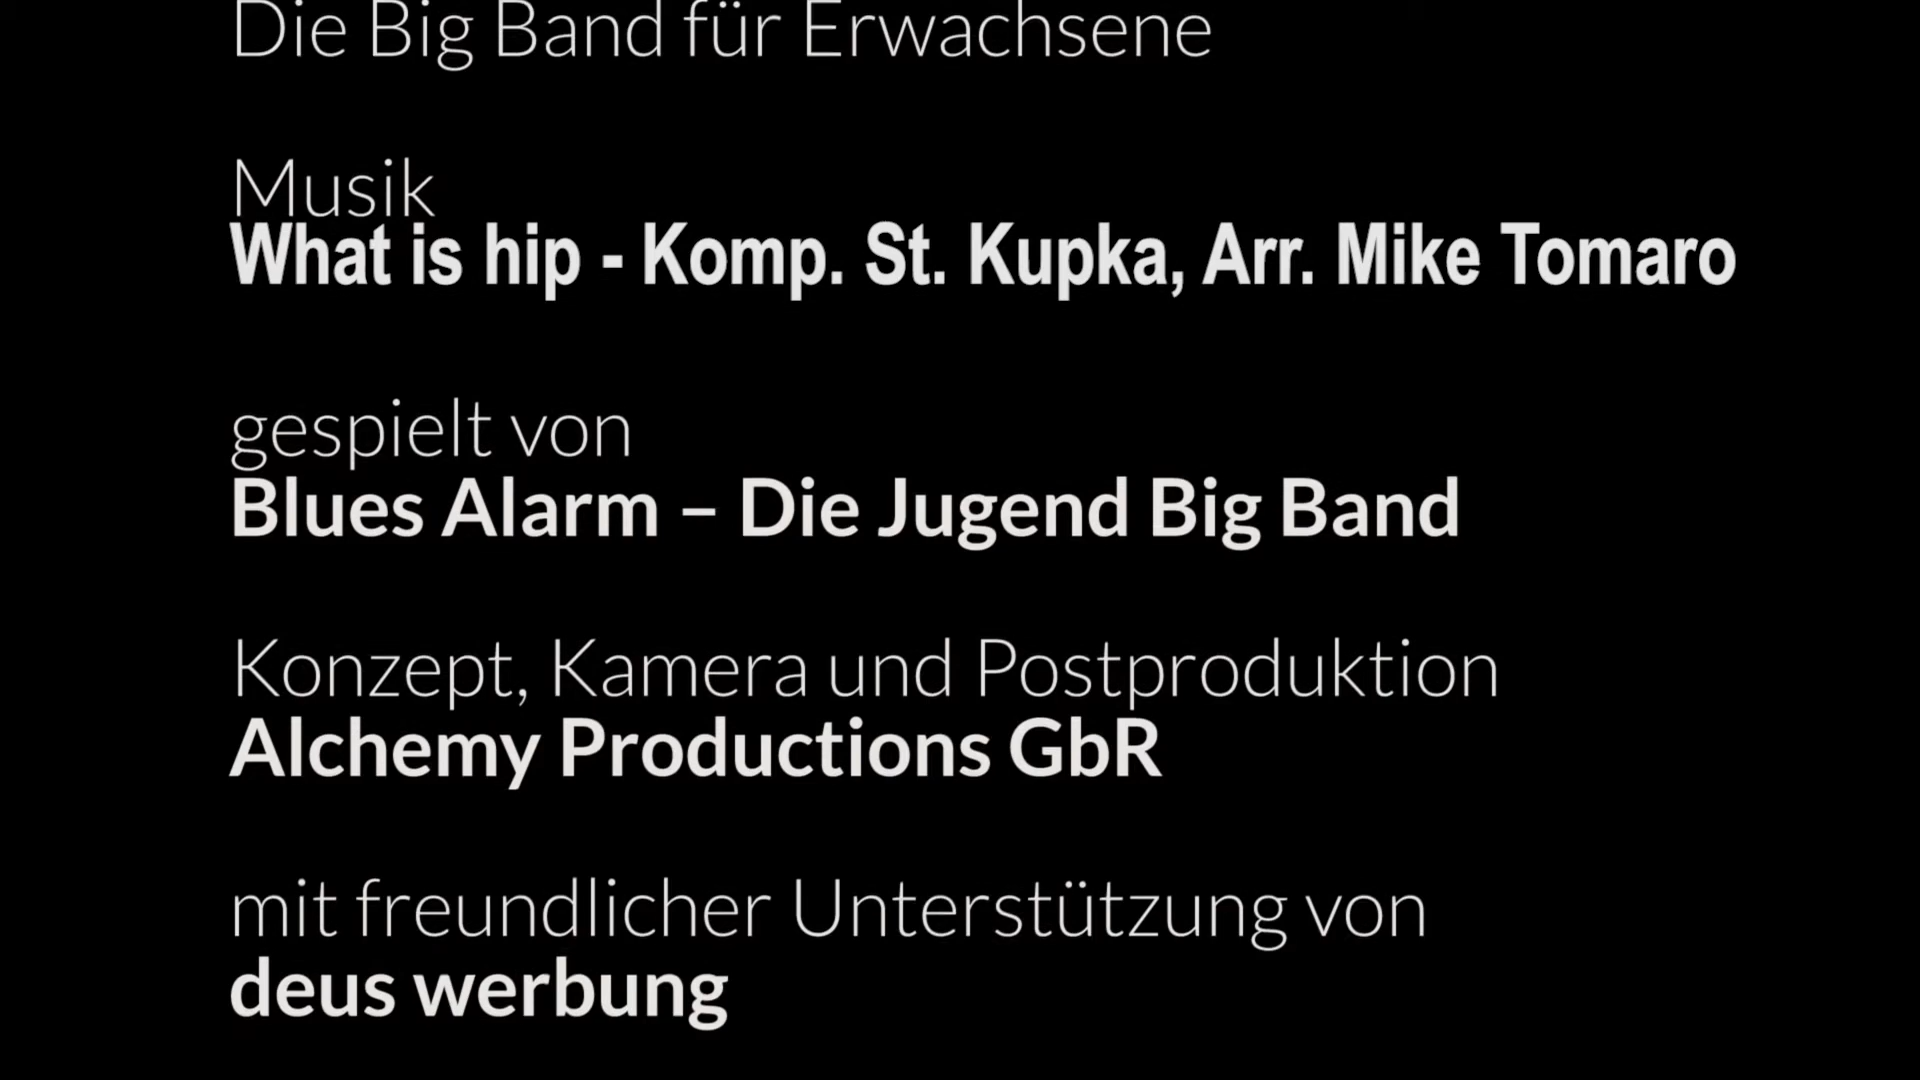 Die Big Band für Erwachsene
Musik
What is hip - Komp. St. Kupka, Arr. Mike Tomaro
gespielt von
Blues Alarm – Die Jugend Big Band
Konzept, Kamera und Postproduktion
Alchemy Productions GbR
mit freundlicher Unterstützung von
deus werbung